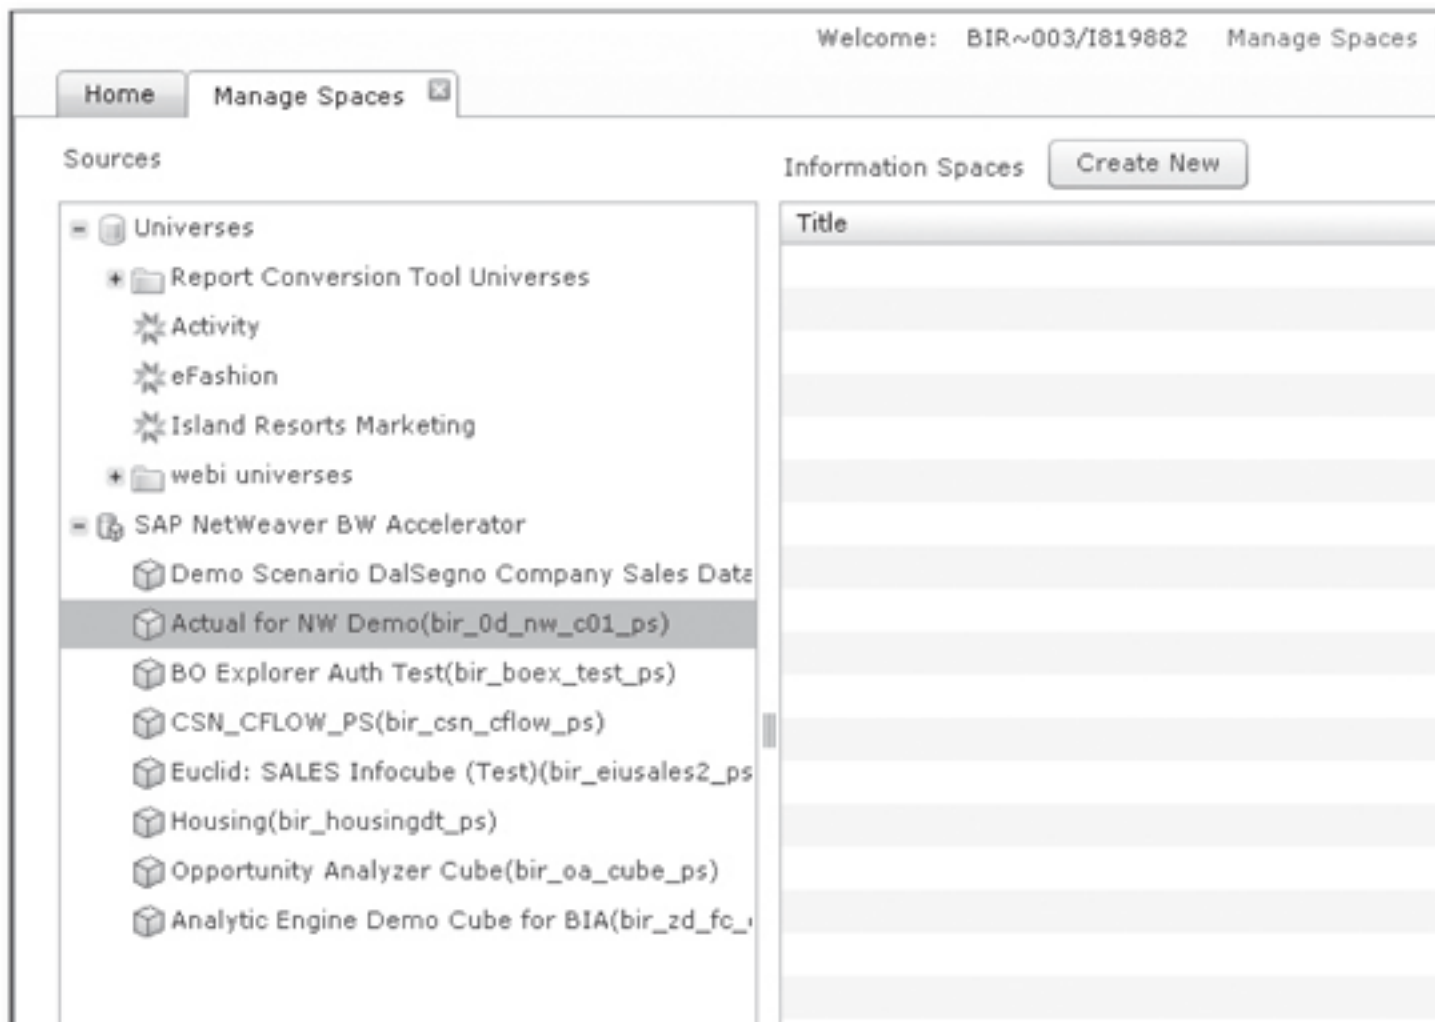 Welcome: BIR~003/I819882 Manage Spaces
Home
Manage Spaces
Sources
Information Spaces
Create New
Title
Universes
Report Conversion Tool Universes
Activity
eFashion
Island Resorts Marketing
webi universes
SAP NetWeaver BW Accelerator
Demo Scenario DalSegno Company Sales Data
Actual for NW Demo(bir_0d_nw_c01_ps)
BO Explorer Auth Test(bir_boex_test_ps)
CSN_CFLOW_PS(bir_csn_cflow_ps)
Euclid: SALES Infocube (Test)(bir_eiusales2_ps
Housing(bir_housingdt_ps)
Opportunity Analyzer Cube(bir_oa_cube_ps)
Analytic Engine Demo Cube for BIA(bir_zd_fc_